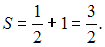 S = 1/2 + 1 = 3/2.